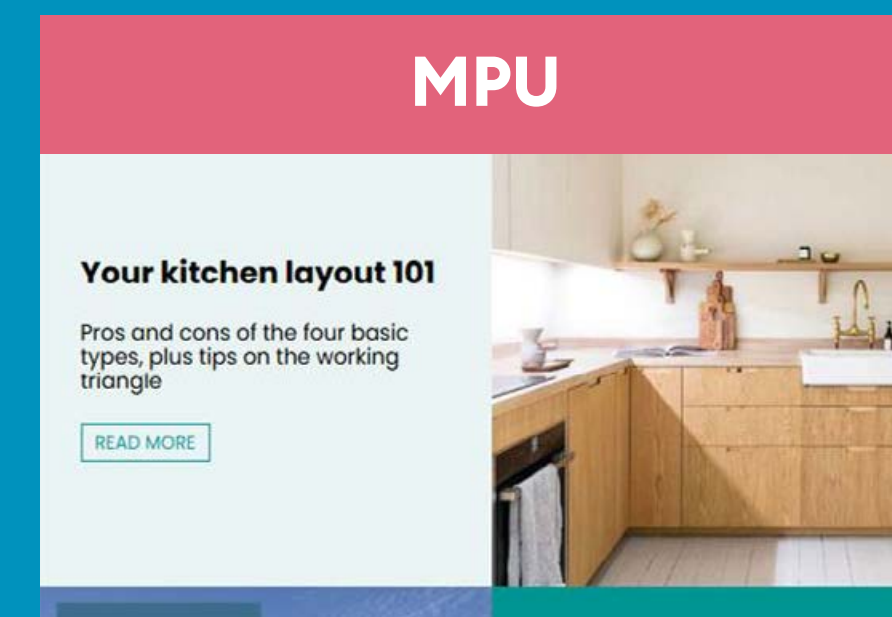 MPU
Your kitchen layout 101
Pros and cons of the four basic
types, plus tips on the working
triangle
READ MORE